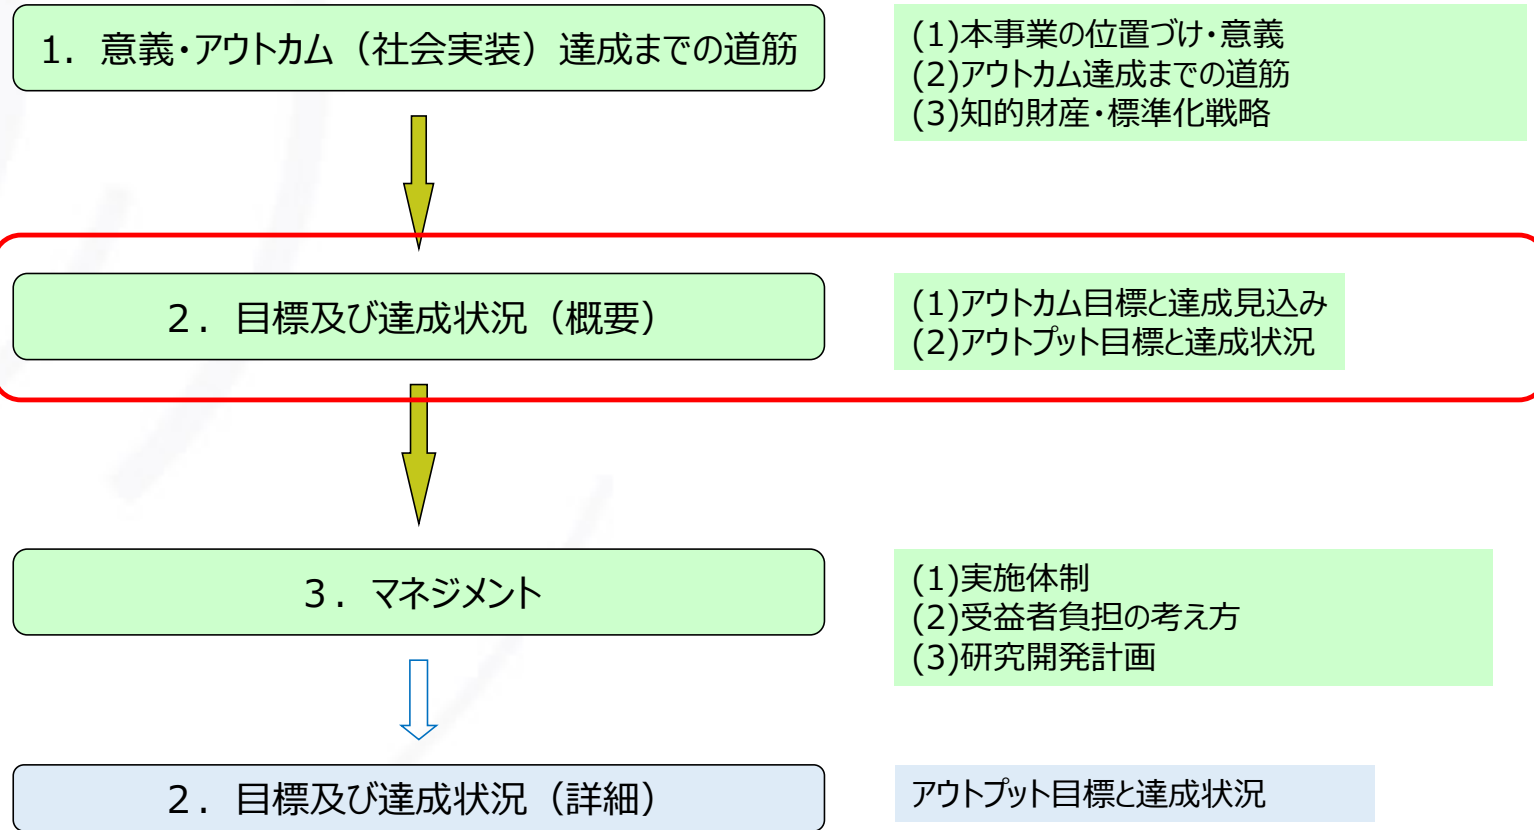 1. 意義・アウトカム（社会実装）達成までの道筋
(1)本事業の位置づけ・意義
(2)アウトカム達成までの道筋
(3)知的財産・標準化戦略
２．目標及び達成状況（概要）
(1)アウトカム目標と達成見込み
(2)アウトプット目標と達成状況
３．マネジメント
(1)実施体制
(2)受益者負担の考え方
(3)研究開発計画
２．目標及び達成状況（詳細）
アウトプット目標と達成状況